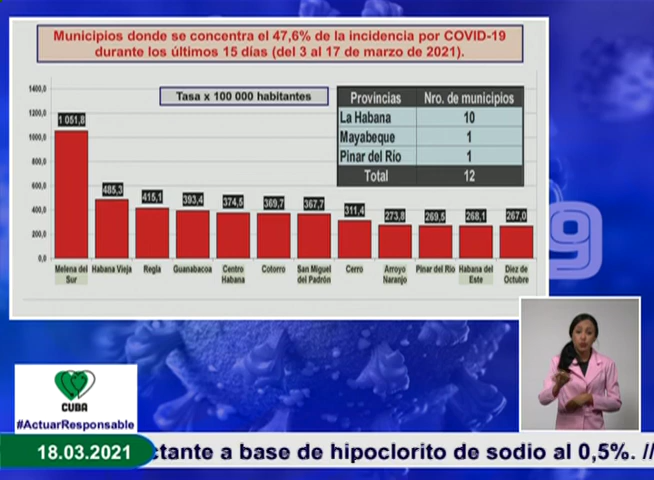 Municipios donde se concentra el 47,6% de la incidencia por COVID-19
durante los últimos 15 días (del 3 al 17 de marzo de 2021).
Tasa x 100 000 habitantes
Provincias Nro. de municipios
La Habana 10
Mayabeque 1
Pinar del Río 1
Total 12
1400,0
1200,0
1000,0
800,0
600,0
400,0
200,0
0,0
1 051,8
485,3
415,1
393,4
374,5
369,7
367,7
311,4
273,8
269,5
268,1
267,0
Melena del Sur
Habana Vieja
Regla
Guanabacoa
Centro Habana
Cotorro
San Miguel del Padrón
Cerro
Arroyo Naranjo
Pinar del Río
Habana del Este
Diez de Octubre
9
CUBA
#ActuarResponsable
18.03.2021
ctante a base de hipoclorito de sodio al 0,5%. //